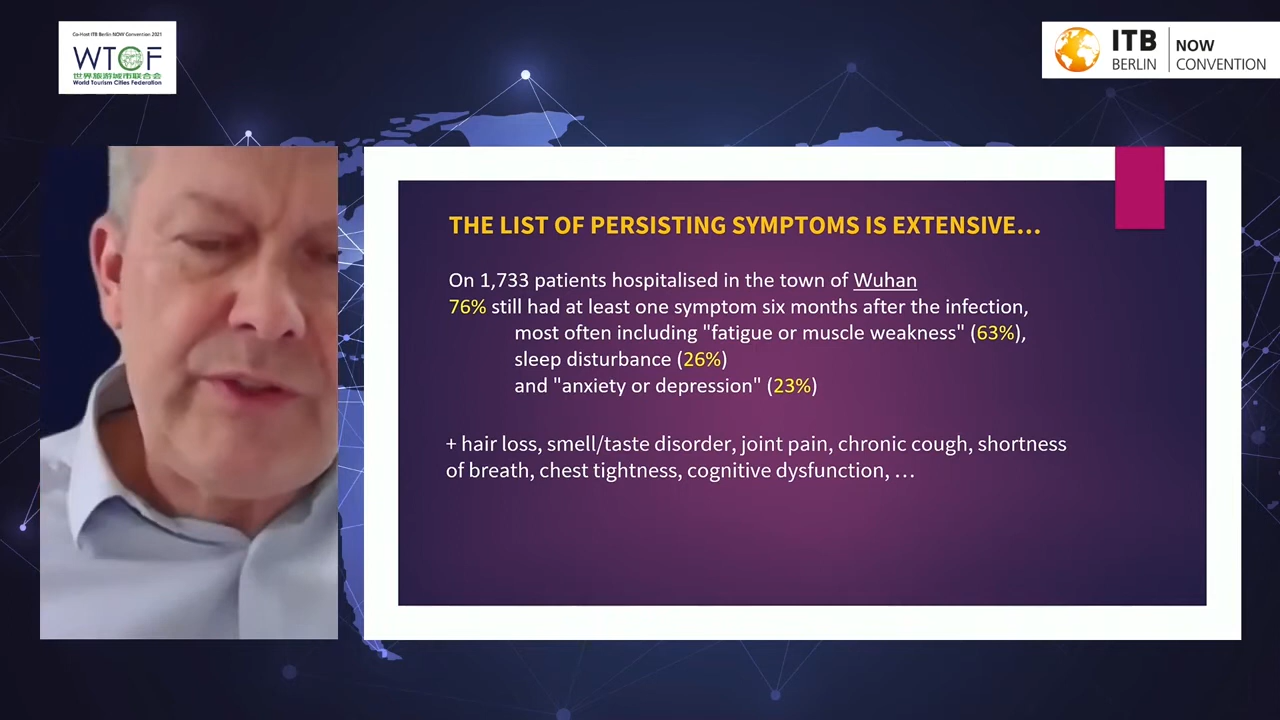 Co-Host ITB Berlin NOW Convention 2021
WTCF
世界旅游城市联合会
World Tourism Cities Federation
ITB
BERLIN
NOW
CONVENTION
THE LIST OF PERSISTING SYMPTOMS IS EXTENSIVE...
On 1,733 patients hospitalised in the town of Wuhan
76% still had at least one symptom six months after the infection,
most often including "fatigue or muscle weakness" (63%),
sleep disturbance (26%)
and "anxiety or depression" (23%)
+ hair loss, smell/taste disorder, joint pain, chronic cough, shortness
of breath, chest tightness, cognitive dysfunction, ...